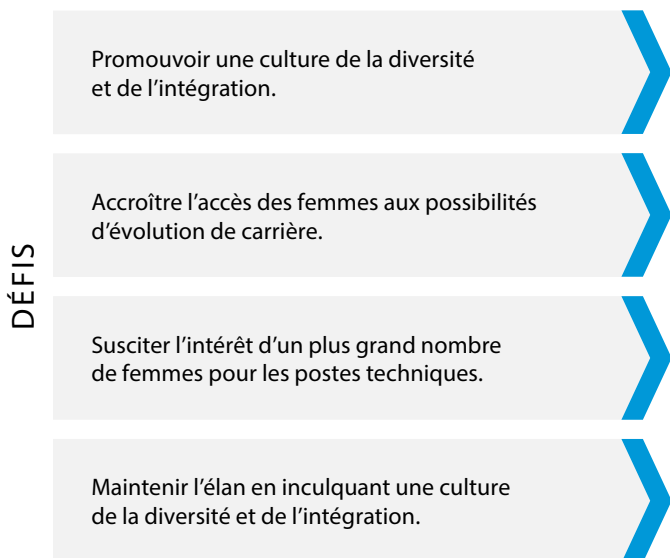 DÉFIS
Promouvoir une culture de la diversité
et de l’intégration.
Accroître l’accès des femmes aux possibilités
d’évolution de carrière.
Susciter l’intérêt d’un plus grand nombre
de femmes pour les postes techniques.
Maintenir l’élan en inculquant une culture
de la diversité et de l’intégration.